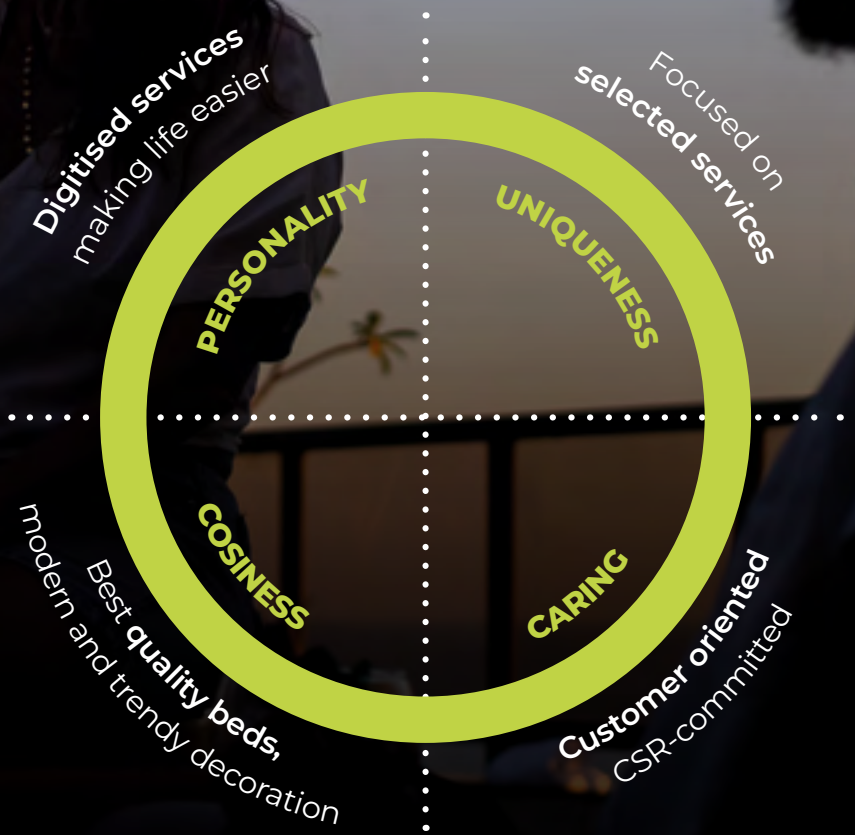 Digitised services
making life easier
PERSONALITY
Focused on
selected services
UNIQUENESS
COSINESS
Best quality beds,
modern and trendy decoration
CARING
Customer oriented
CSR-committed